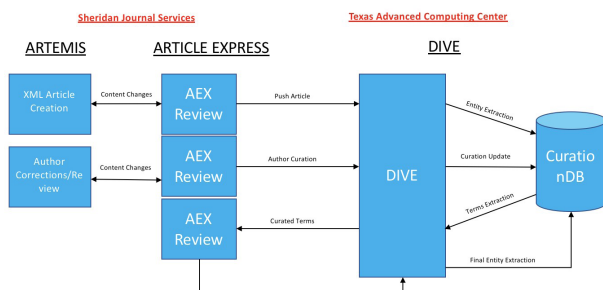 Sheridan Journal Services
Texas Advanced Computing Center
ARTEMIS
ARTICLE EXPRESS
DIVE
XML Article
Creation
Content Changes
AEX
Review
Push Article
Entity Extraction
Author
Corrections/Re
view
Content Changes
AEX
Review
Author Curation
DIVE
Curation Update
Curatio
nDB
Terms Extraction
AEX
Review
Curated Terms
Final Entity Extraction